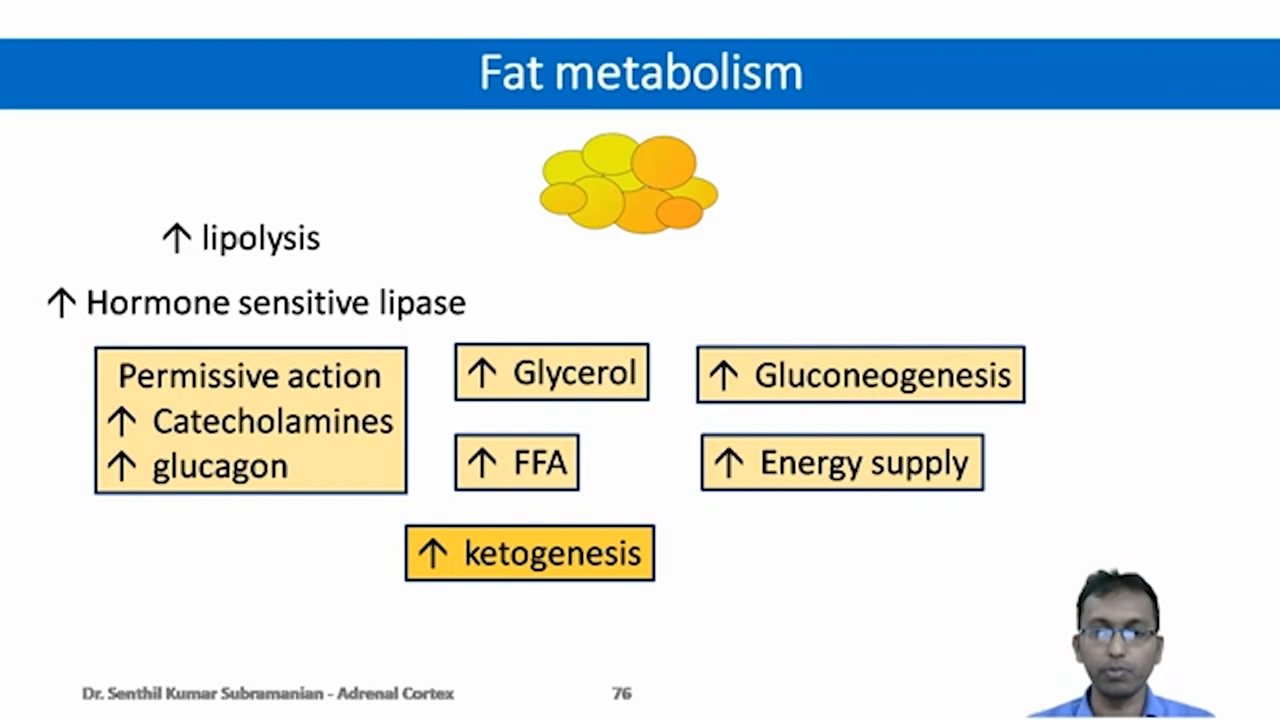 Fat metabolism
↑ lipolysis
↑ Hormone sensitive lipase
Permissive action
↑ Catecholamines
↑ glucagon
↑ Glycerol
↑ Gluconeogenesis
↑ FFA
↑ Energy supply
↑ ketogenesis
Dr. Senthil Kumar Subramanian - Adrenal Cortex
76